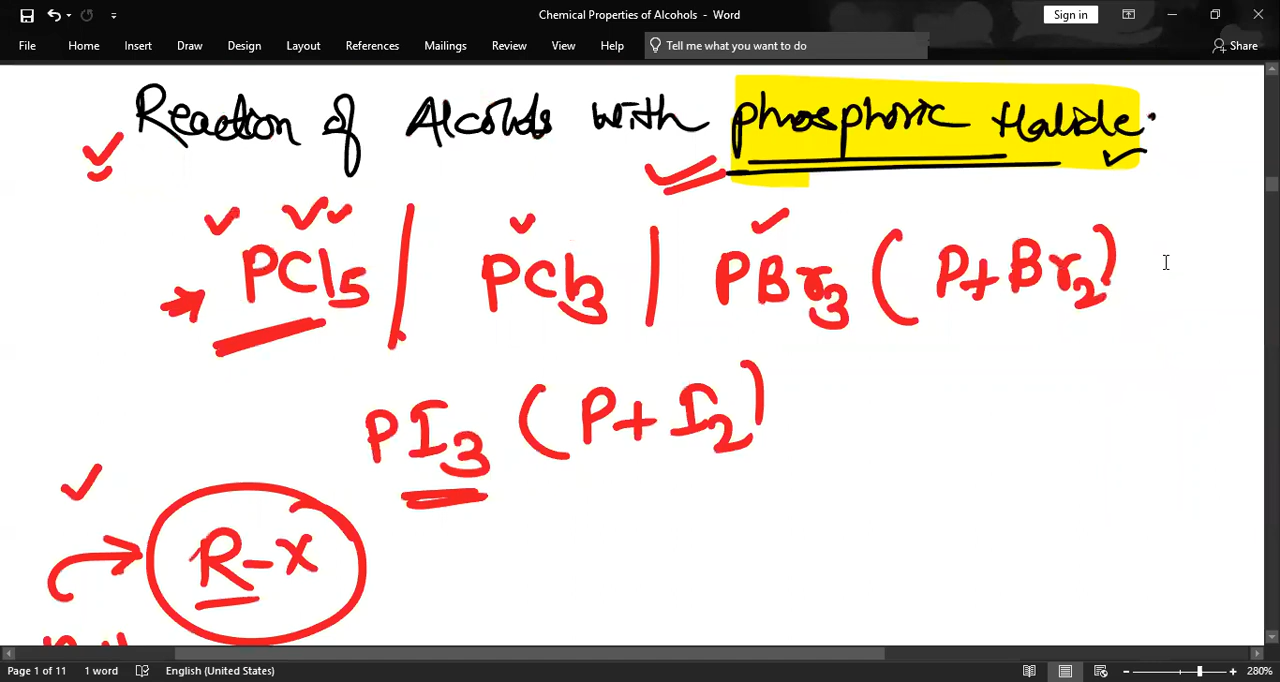 Chemical Properties of Alcohols - Word
Sign in
File Home Insert Draw Design Layout References Mailings Review View Help Tell me what you want to do Share
Reaction of Alcohols with phosphoric Halide.
PCl5 | PCl3 | PBr3 (P+Br2)
PI3 (P+I2)
R-X
Page 1 of 11 1 word English (United States) 280%